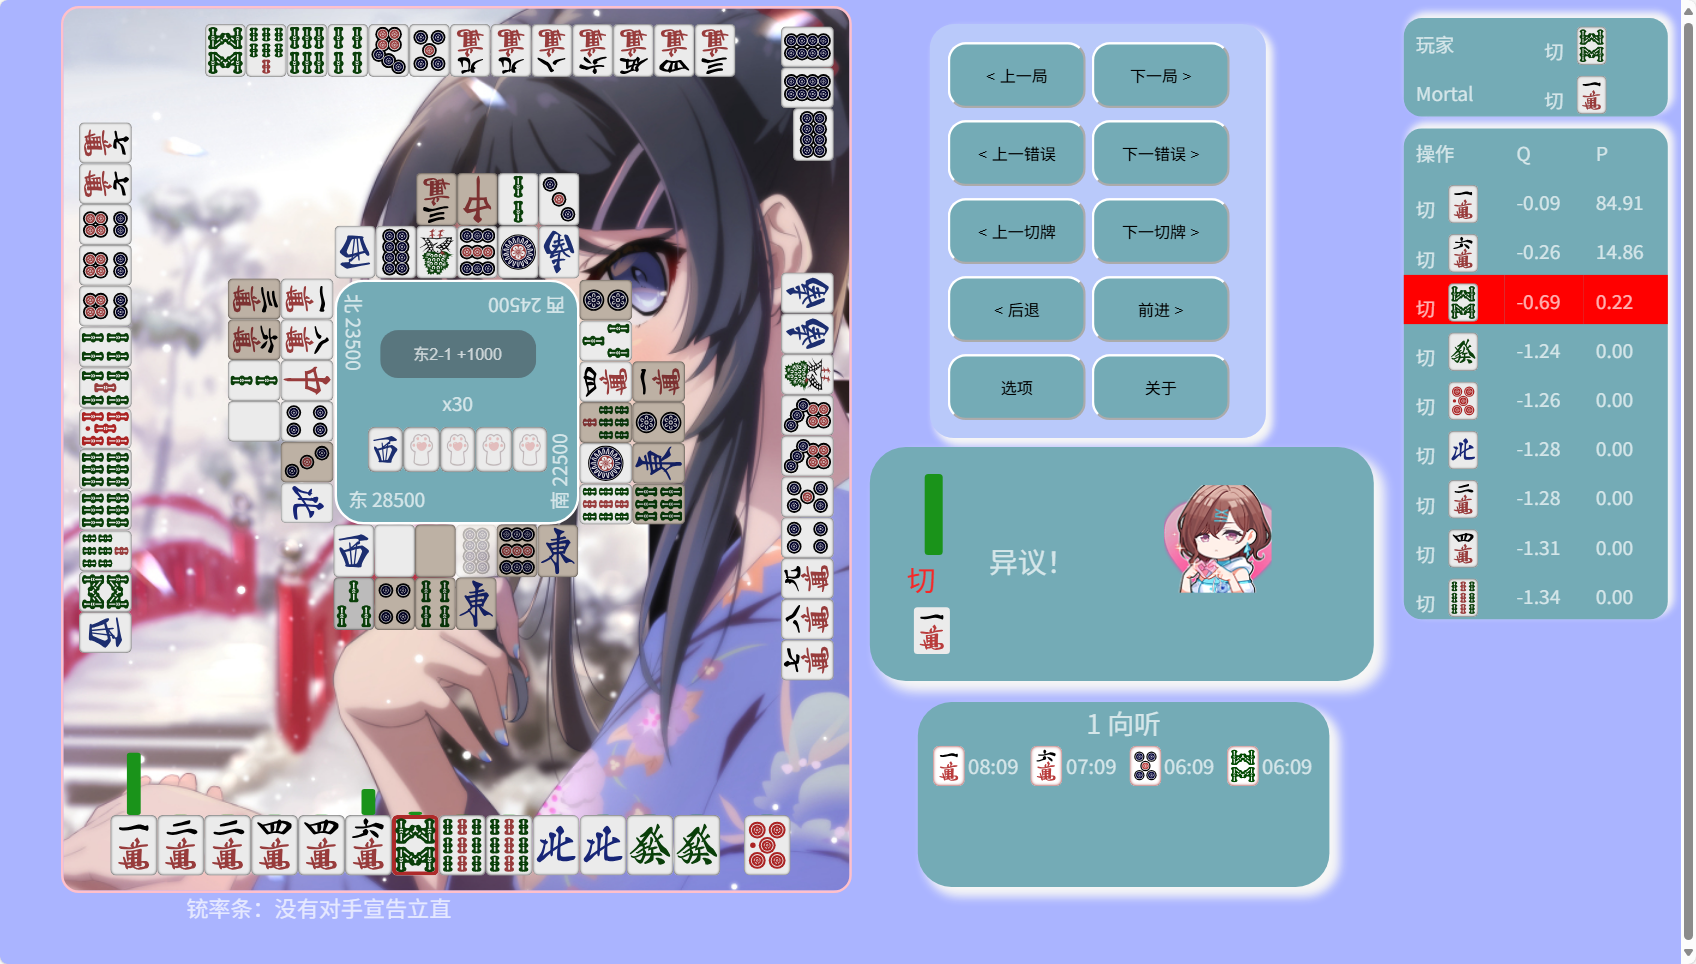 北 23500
西 24500
东2-1 +1000
x30
东 28500
南 22500
铳率条：没有对手宣告立直
< 上一局
下一局 >
< 上一错误
下一错误 >
< 上一切牌
下一切牌 >
< 后退
前进 >
选项
关于
切
异议！
1 向听
08:09
07:09
06:09
06:09
玩家 切
Mortal 切
操作 Q P
切 -0.09 84.91
切 -0.26 14.86
切 -0.69 0.22
切 -1.24 0.00
切 -1.26 0.00
切 -1.28 0.00
切 -1.28 0.00
切 -1.31 0.00
切 -1.34 0.00